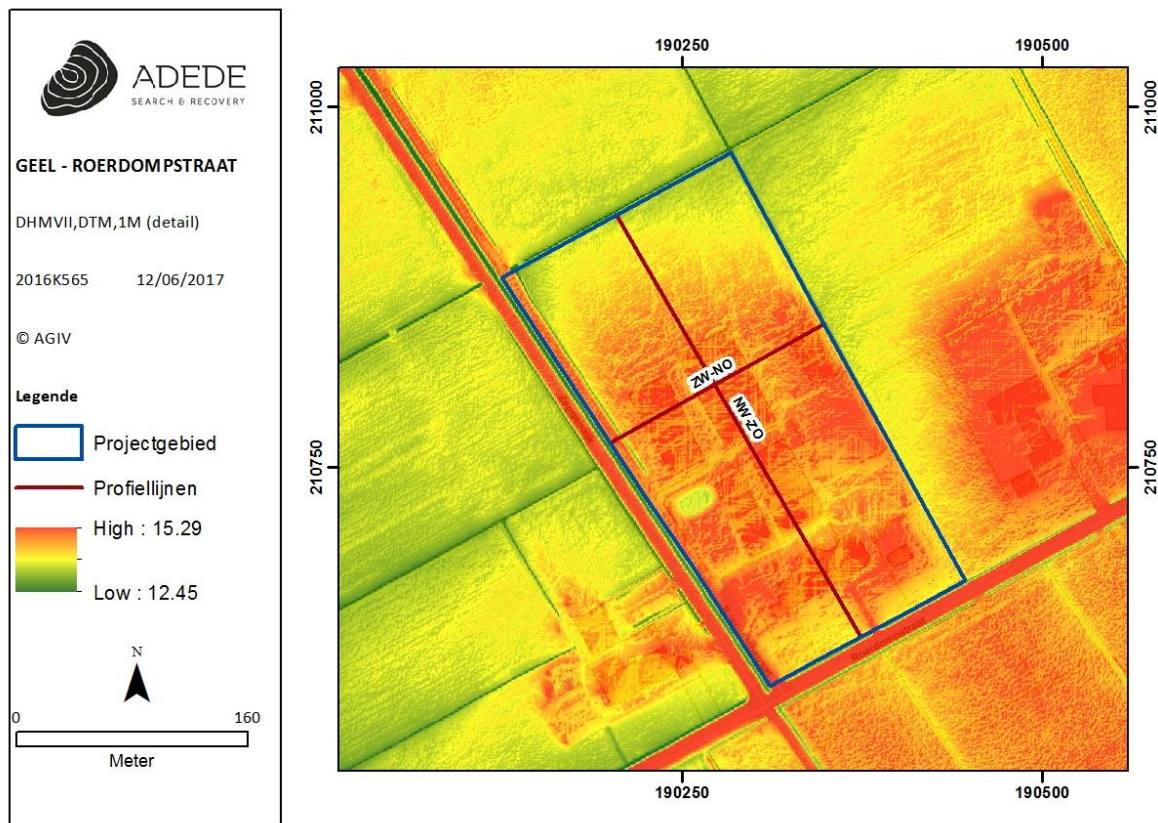 ADEDE
SEARCH & RECOVERY
GEEL - ROERDOMPSTRAAT
DHMVII,DTM,1M (detail)
2016K565 12/06/2017
© AGIV
Legende
Projectgebied
Profiellijnen
High : 15.29
Low : 12.45
N
0 160
Meter
190250 190500
211000 211000
ZW-NO
NW-ZO
210750 210750
Roerdompstraat
190250 190500